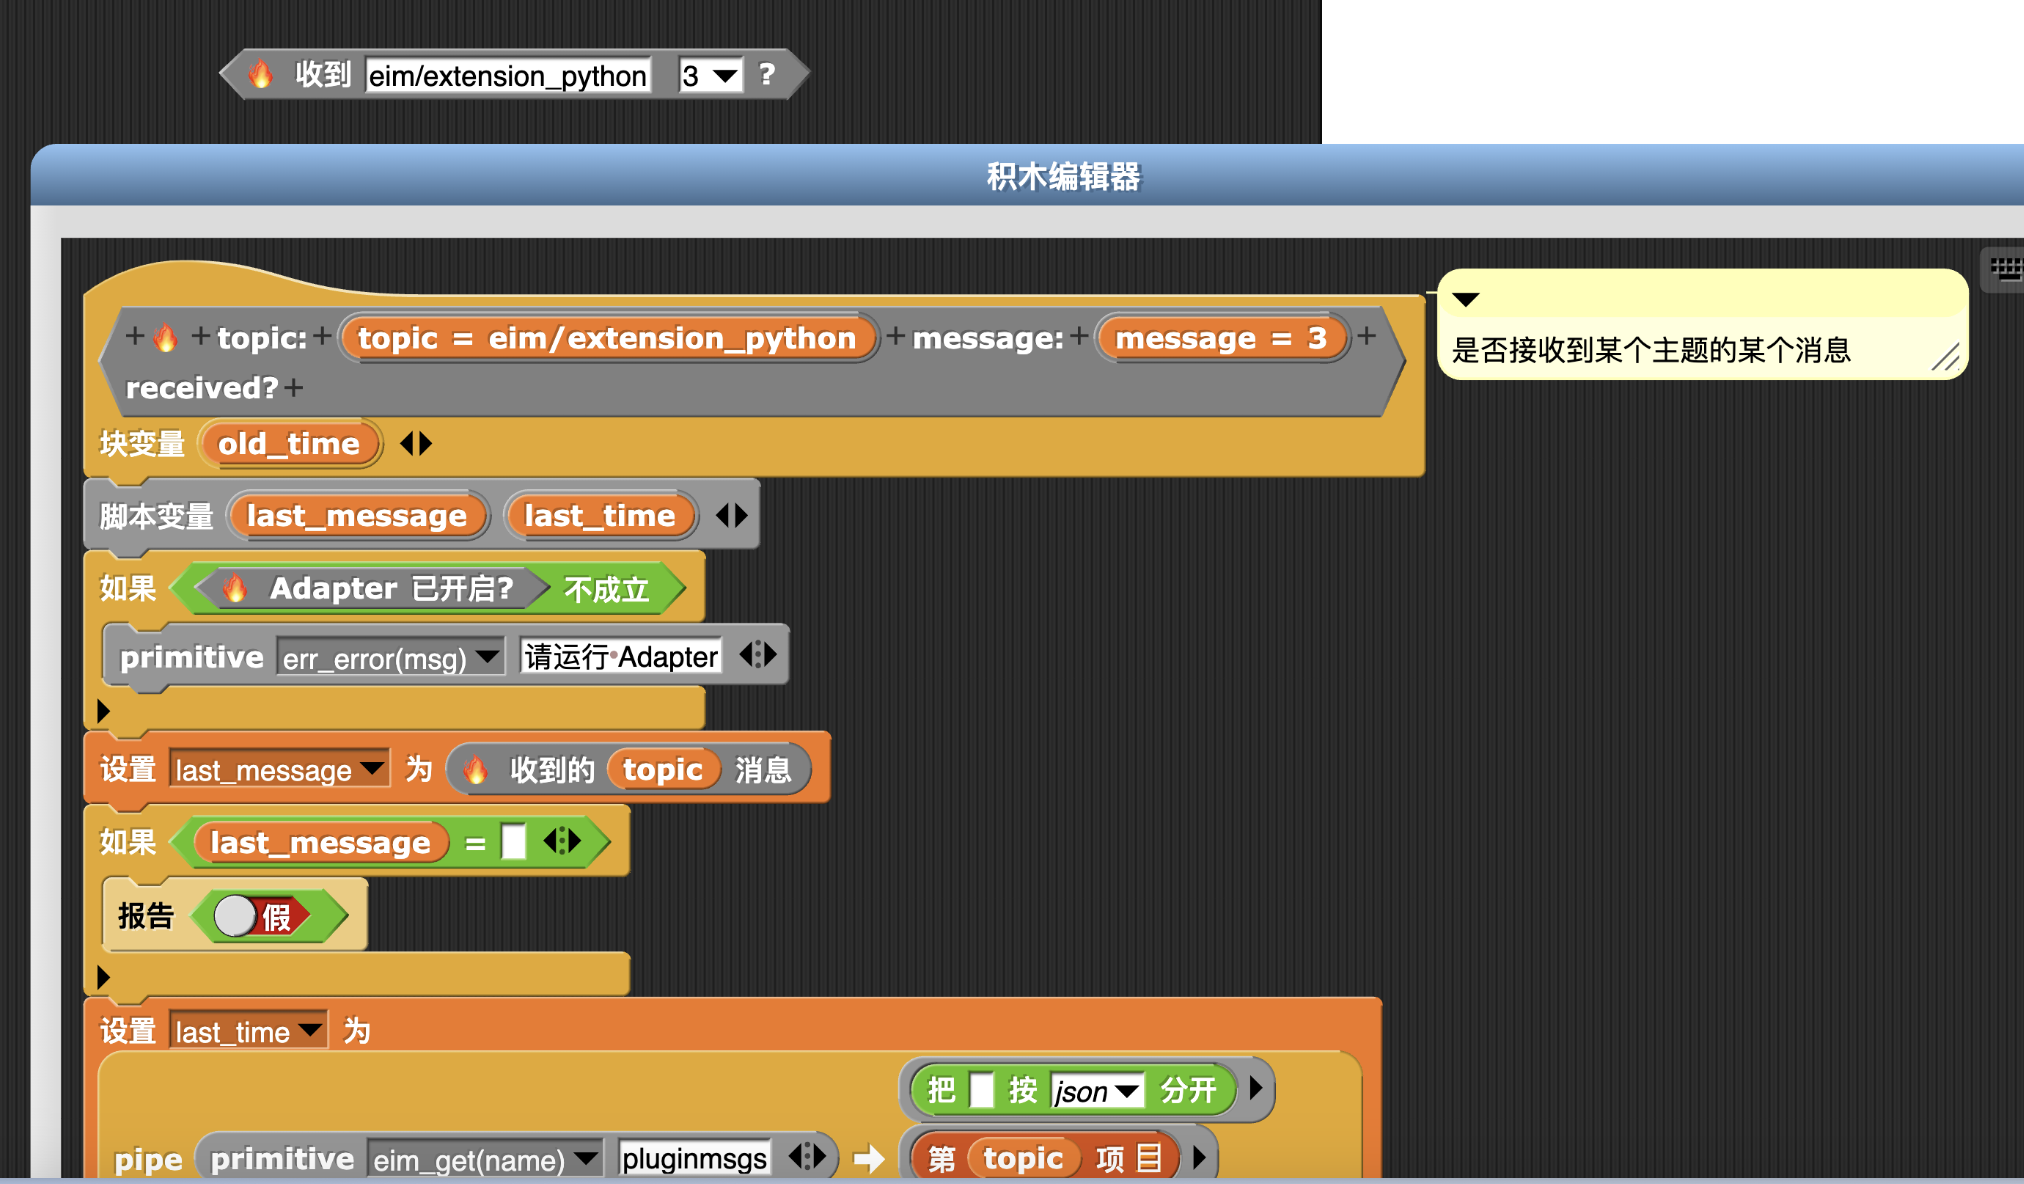 收到 eim/extension_python 3 ?
积木编辑器
+ + topic: + topic = eim/extension_python + message: + message = 3 +
received? +
是否接收到某个主题的某个消息
块变量 old_time
脚本变量 last_message last_time
如果 Adapter 已开启? 不成立
primitive err_error(msg) 请运行 Adapter
设置 last_message 为 收到的 topic 消息
如果 last_message =
报告 假
设置 last_time 为
把 按 json 分开
pipe primitive eim_get(name) pluginmsgs 第 topic 项